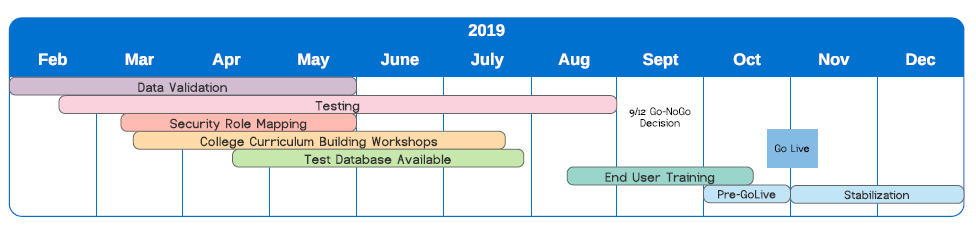 2019
Feb Mar Apr May June July Aug Sept Oct Nov Dec
Data Validation
Testing
9/12 Go-NoGo
Decision
Security Role Mapping
College Curriculum Building Workshops
Go Live
Test Database Available
End User Training
Pre-GoLive
Stabilization